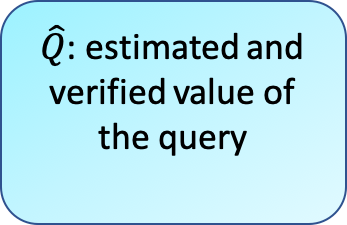 Q̂: estimated and
verified value of
the query